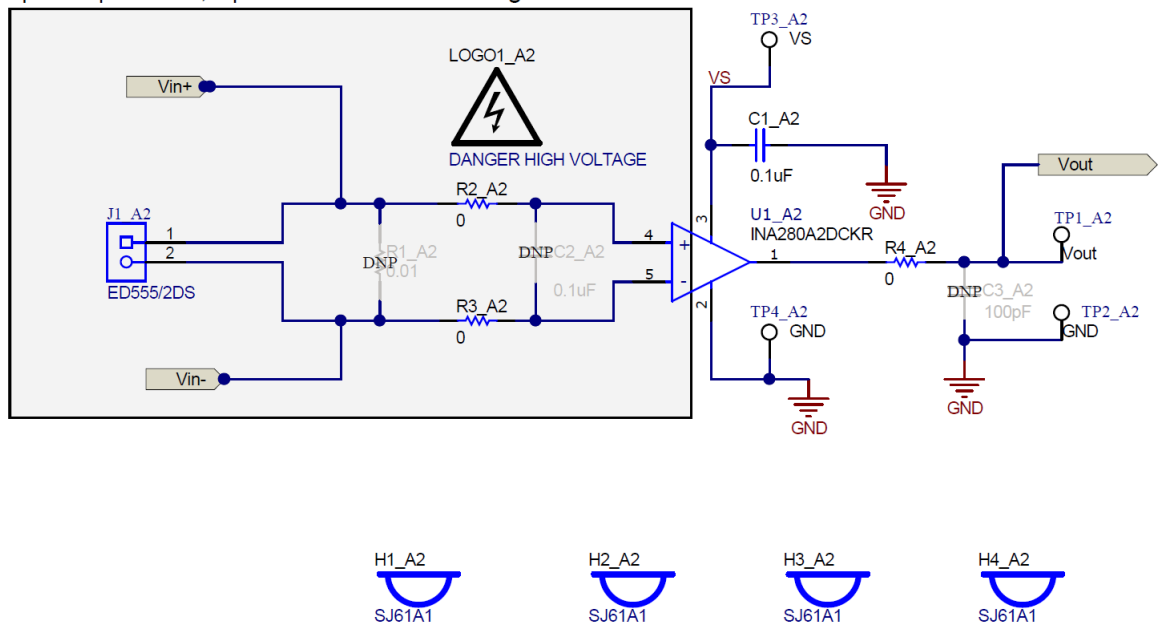 TP3_A2
VS
LOGO1_A2
VS
Vin+
C1_A2
DANGER HIGH VOLTAGE
0.1uF
Vout
R2_A2
0
GND
J1_A2
1
2
ED555/2DS
DNP
R1_A2
0.01
DNP
C2_A2
0.1uF
4
+
5
-
3
2
U1_A2
INA280A2DCKR
1
R4_A2
0
TP1_A2
Vout
DNP
C3_A2
100pF
R3_A2
0
TP4_A2
GND
TP2_A2
GND
Vin-
GND
GND
H1_A2
H2_A2
H3_A2
H4_A2
SJ61A1
SJ61A1
SJ61A1
SJ61A1